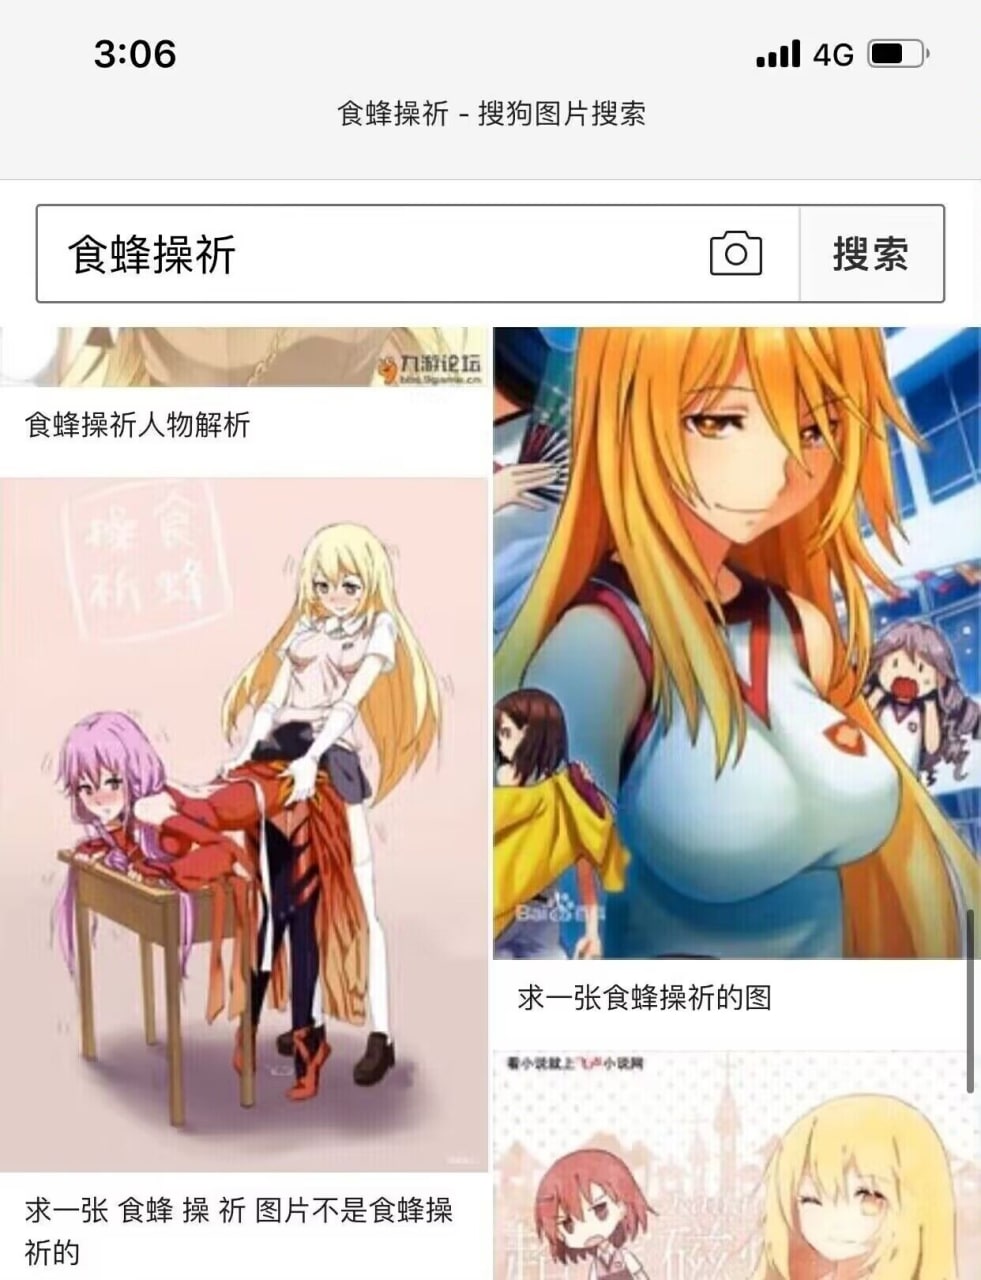 3:06
4G
食蜂操祈 - 搜狗图片搜索
食蜂操祈
搜索
九游论坛
bbs.9game.cn
食蜂操祈人物解析
食蜂
操祈
Bai 百科
求一张食蜂操祈的图
看小说就上飞卢小说网
求一张 食蜂 操 祈 图片不是食蜂操
祈的